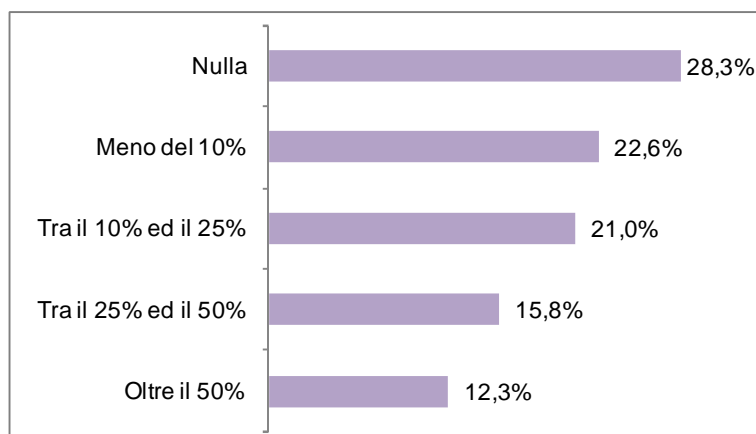 Nulla 28,3%
Meno del 10% 22,6%
Tra il 10% ed il 25% 21,0%
Tra il 25% ed il 50% 15,8%
Oltre il 50% 12,3%